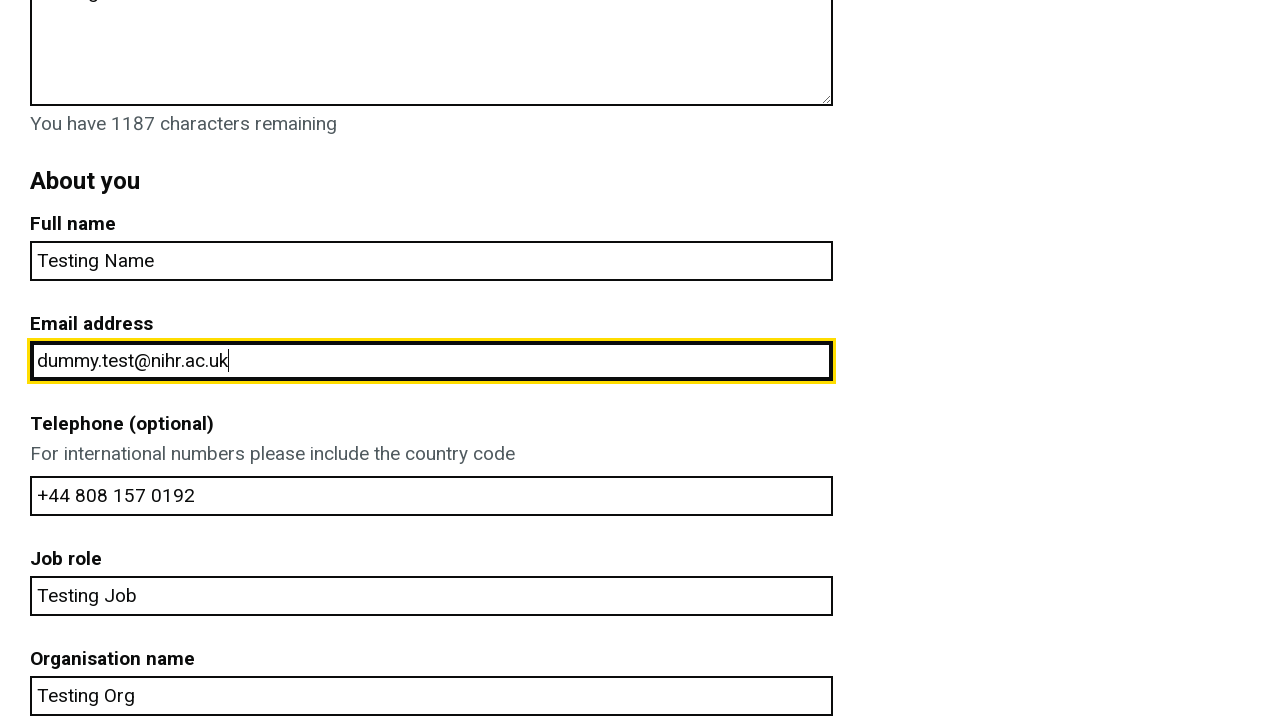 You have 1187 characters remaining
About you
Full name
Testing Name
Email address
dummy.test@nihr.ac.uk
Telephone (optional)
For international numbers please include the country code
+44 808 157 0192
Job role
Testing Job
Organisation name
Testing Org